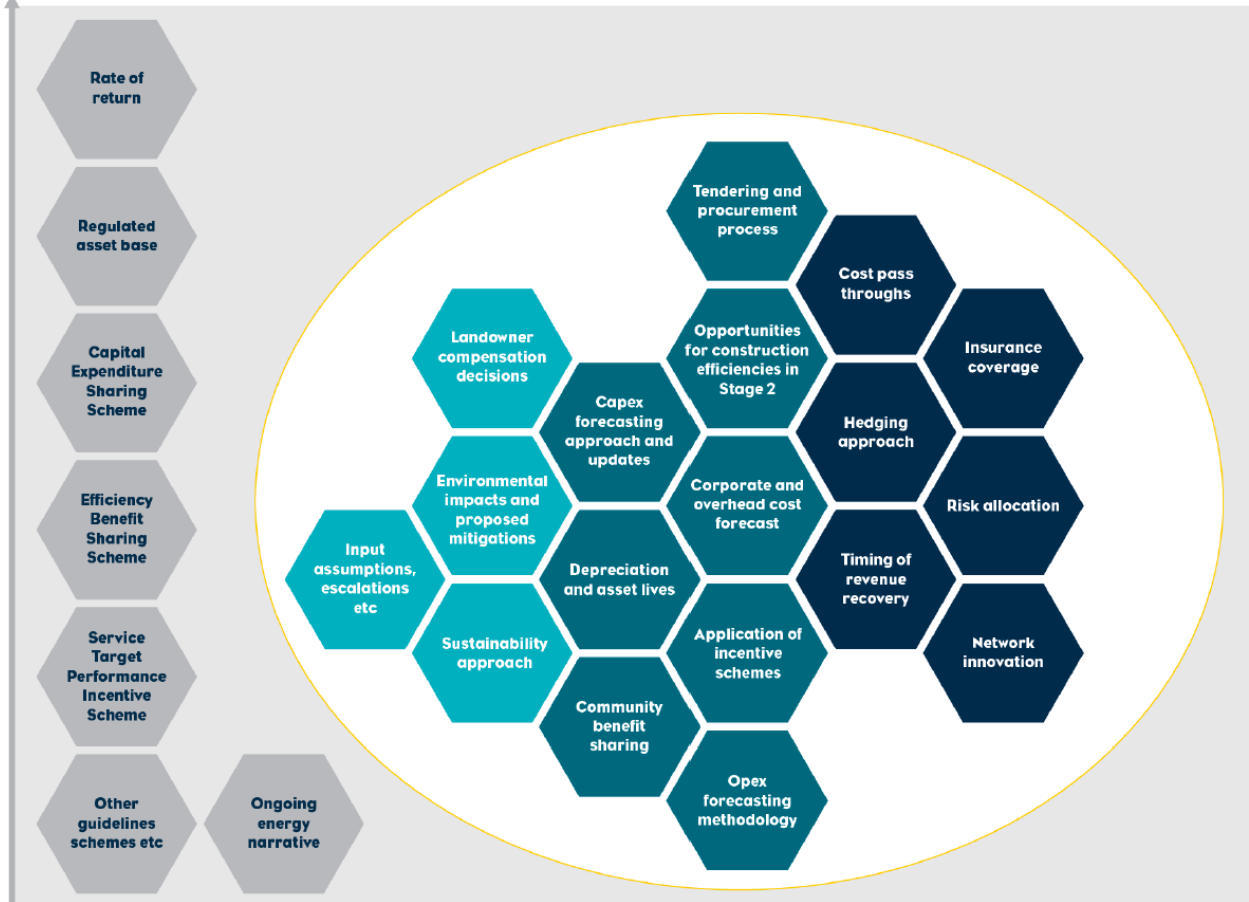 Rate of
return
Regulated
asset base
Capital
Expenditure
Sharing
Scheme
Efficiency
Benefit
Sharing
Scheme
Service
Target
Performance
Incentive
Scheme
Other
guidelines
schemes etc
Ongoing
energy
narrative
Input
assumptions,
escalations
etc
Landowner
compensation
decisions
Environmental
impacts and
proposed
mitigations
Sustainability
approach
Capex
forecasting
approach and
updates
Depreciation
and asset lives
Community
benefit
sharing
Tendering and
procurement
process
Opportunities
for construction
efficiencies in
Stage 2
Corporate and
overhead cost
forecast
Application of
incentive
schemes
Opex
forecasting
methodology
Cost pass
throughs
Hedging
approach
Timing of
revenue
recovery
Insurance
coverage
Risk allocation
Network
innovation